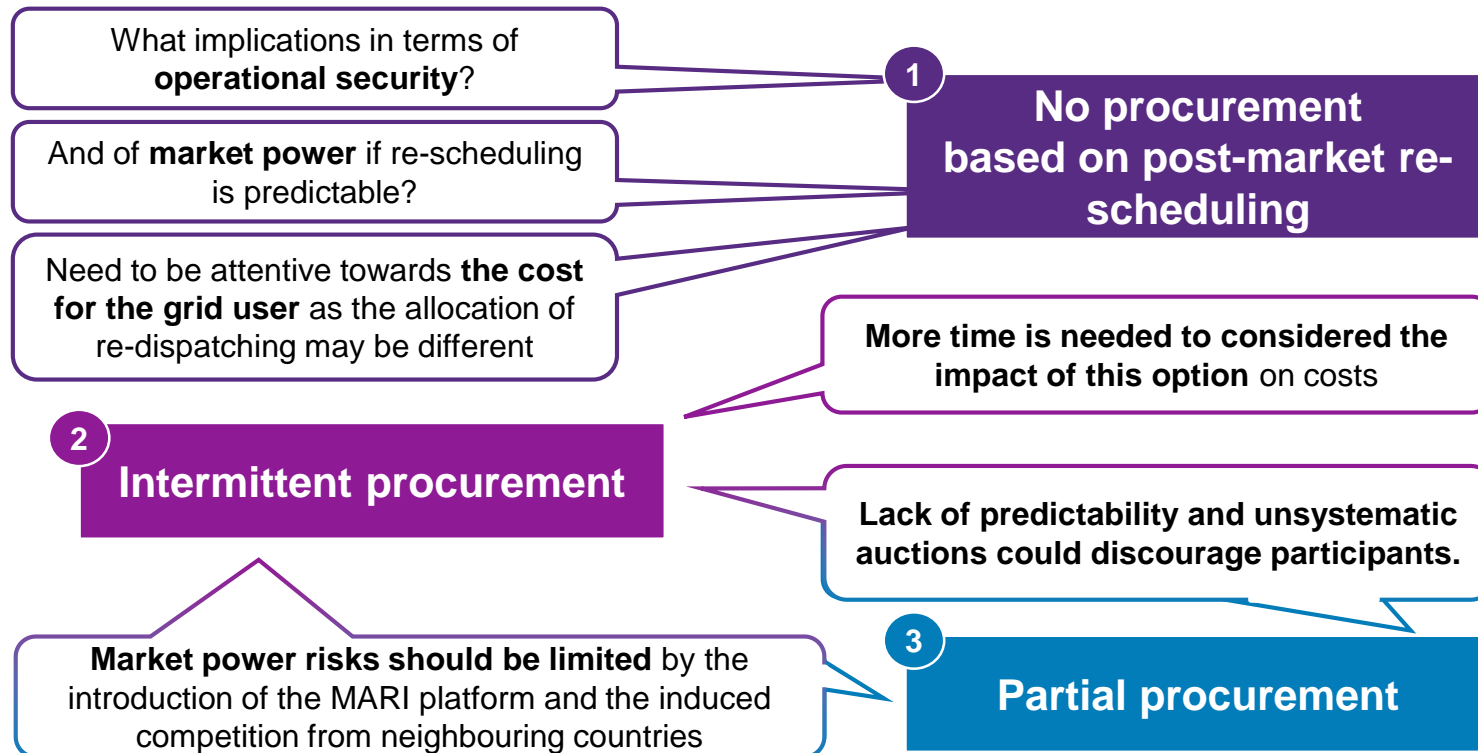 What implications in terms of
operational security?
And of market power if re-scheduling
is predictable?
Need to be attentive towards the cost
for the grid user as the allocation of
re-dispatching may be different
1
No procurement
based on post-market re-
scheduling
More time is needed to considered the
impact of this option on costs
2
Intermittent procurement
Lack of predictability and unsystematic
auctions could discourage participants.
Market power risks should be limited by the
introduction of the MARI platform and the induced
competition from neighbouring countries
3
Partial procurement